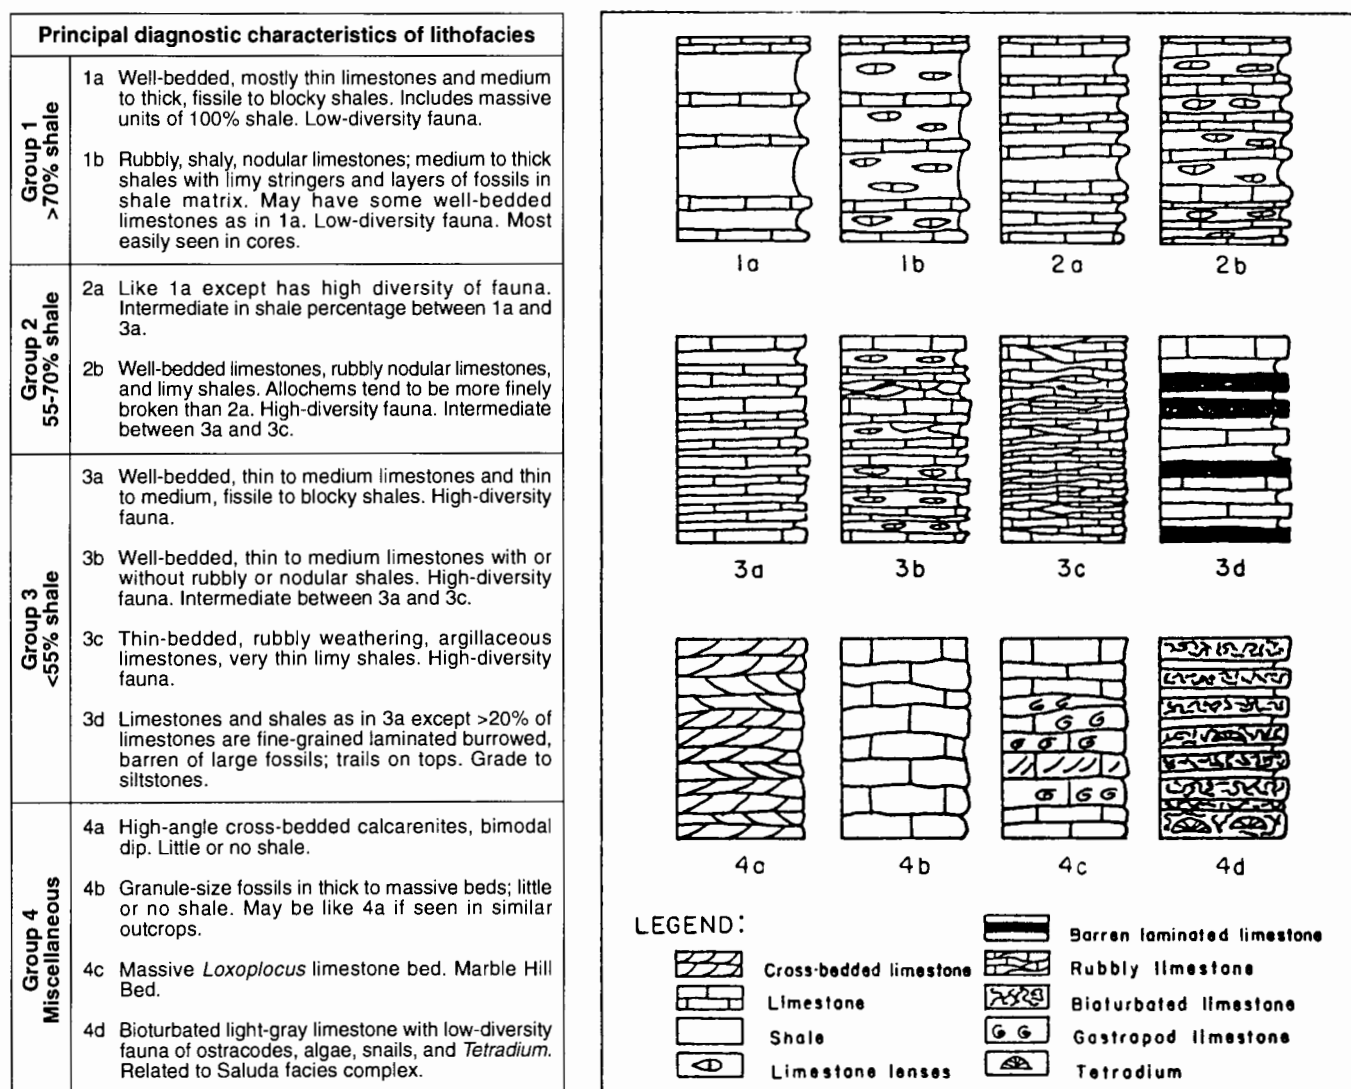 Principal diagnostic characteristics of lithofacies
Group 1
>70% shale
1a Well-bedded, mostly thin limestones and medium
to thick, fissile to blocky shales. Includes massive
units of 100% shale. Low-diversity fauna.
1b Rubbly, shaly, nodular limestones; medium to thick
shales with limy stringers and layers of fossils in
shale matrix. May have some well-bedded
limestones as in 1a. Low-diversity fauna. Most
easily seen in cores.
Group 2
55-70% shale
2a Like 1a except has high diversity of fauna.
Intermediate in shale percentage between 1a and
3a.
2b Well-bedded limestones, rubbly nodular limestones,
and limy shales. Allochems tend to be more finely
broken than 2a. High-diversity fauna. Intermediate
between 3a and 3c.
Group 3
<55% shale
3a Well-bedded, thin to medium limestones and thin
to medium, fissile to blocky shales. High-diversity
fauna.
3b Well-bedded, thin to medium limestones with or
without rubbly or nodular shales. High-diversity
fauna. Intermediate between 3a and 3c.
3c Thin-bedded, rubbly weathering, argillaceous
limestones, very thin limy shales. High-diversity
fauna.
3d Limestones and shales as in 3a except >20% of
limestones are fine-grained laminated burrowed,
barren of large fossils; trails on tops. Grade to
siltstones.
Group 4
Miscellaneous
4a High-angle cross-bedded calcarenites, bimodal
dip. Little or no shale.
4b Granule-size fossils in thick to massive beds; little
or no shale. May be like 4a if seen in similar
outcrops.
4c Massive Loxoplocus limestone bed. Marble Hill
Bed.
4d Bioturbated light-gray limestone with low-diversity
fauna of ostracodes, algae, snails, and Tetradium.
Related to Saluda facies complex.
1a 1b 2a 2b
3a 3b 3c 3d
4a 4b 4c 4d
LEGEND:
Cross-bedded limestone
Limestone
Shale
Limestone lenses
Barren laminated limestone
Rubbly limestone
Bioturbated limestone
Gastropod limestone
Tetradium